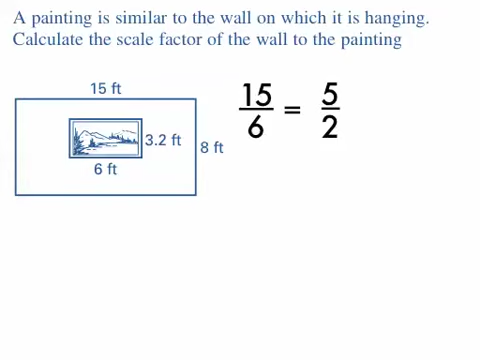 A painting is similar to the wall on which it is hanging.
Calculate the scale factor of the wall to the painting
15 ft
3.2 ft
8 ft
6 ft
15/6 = 5/2